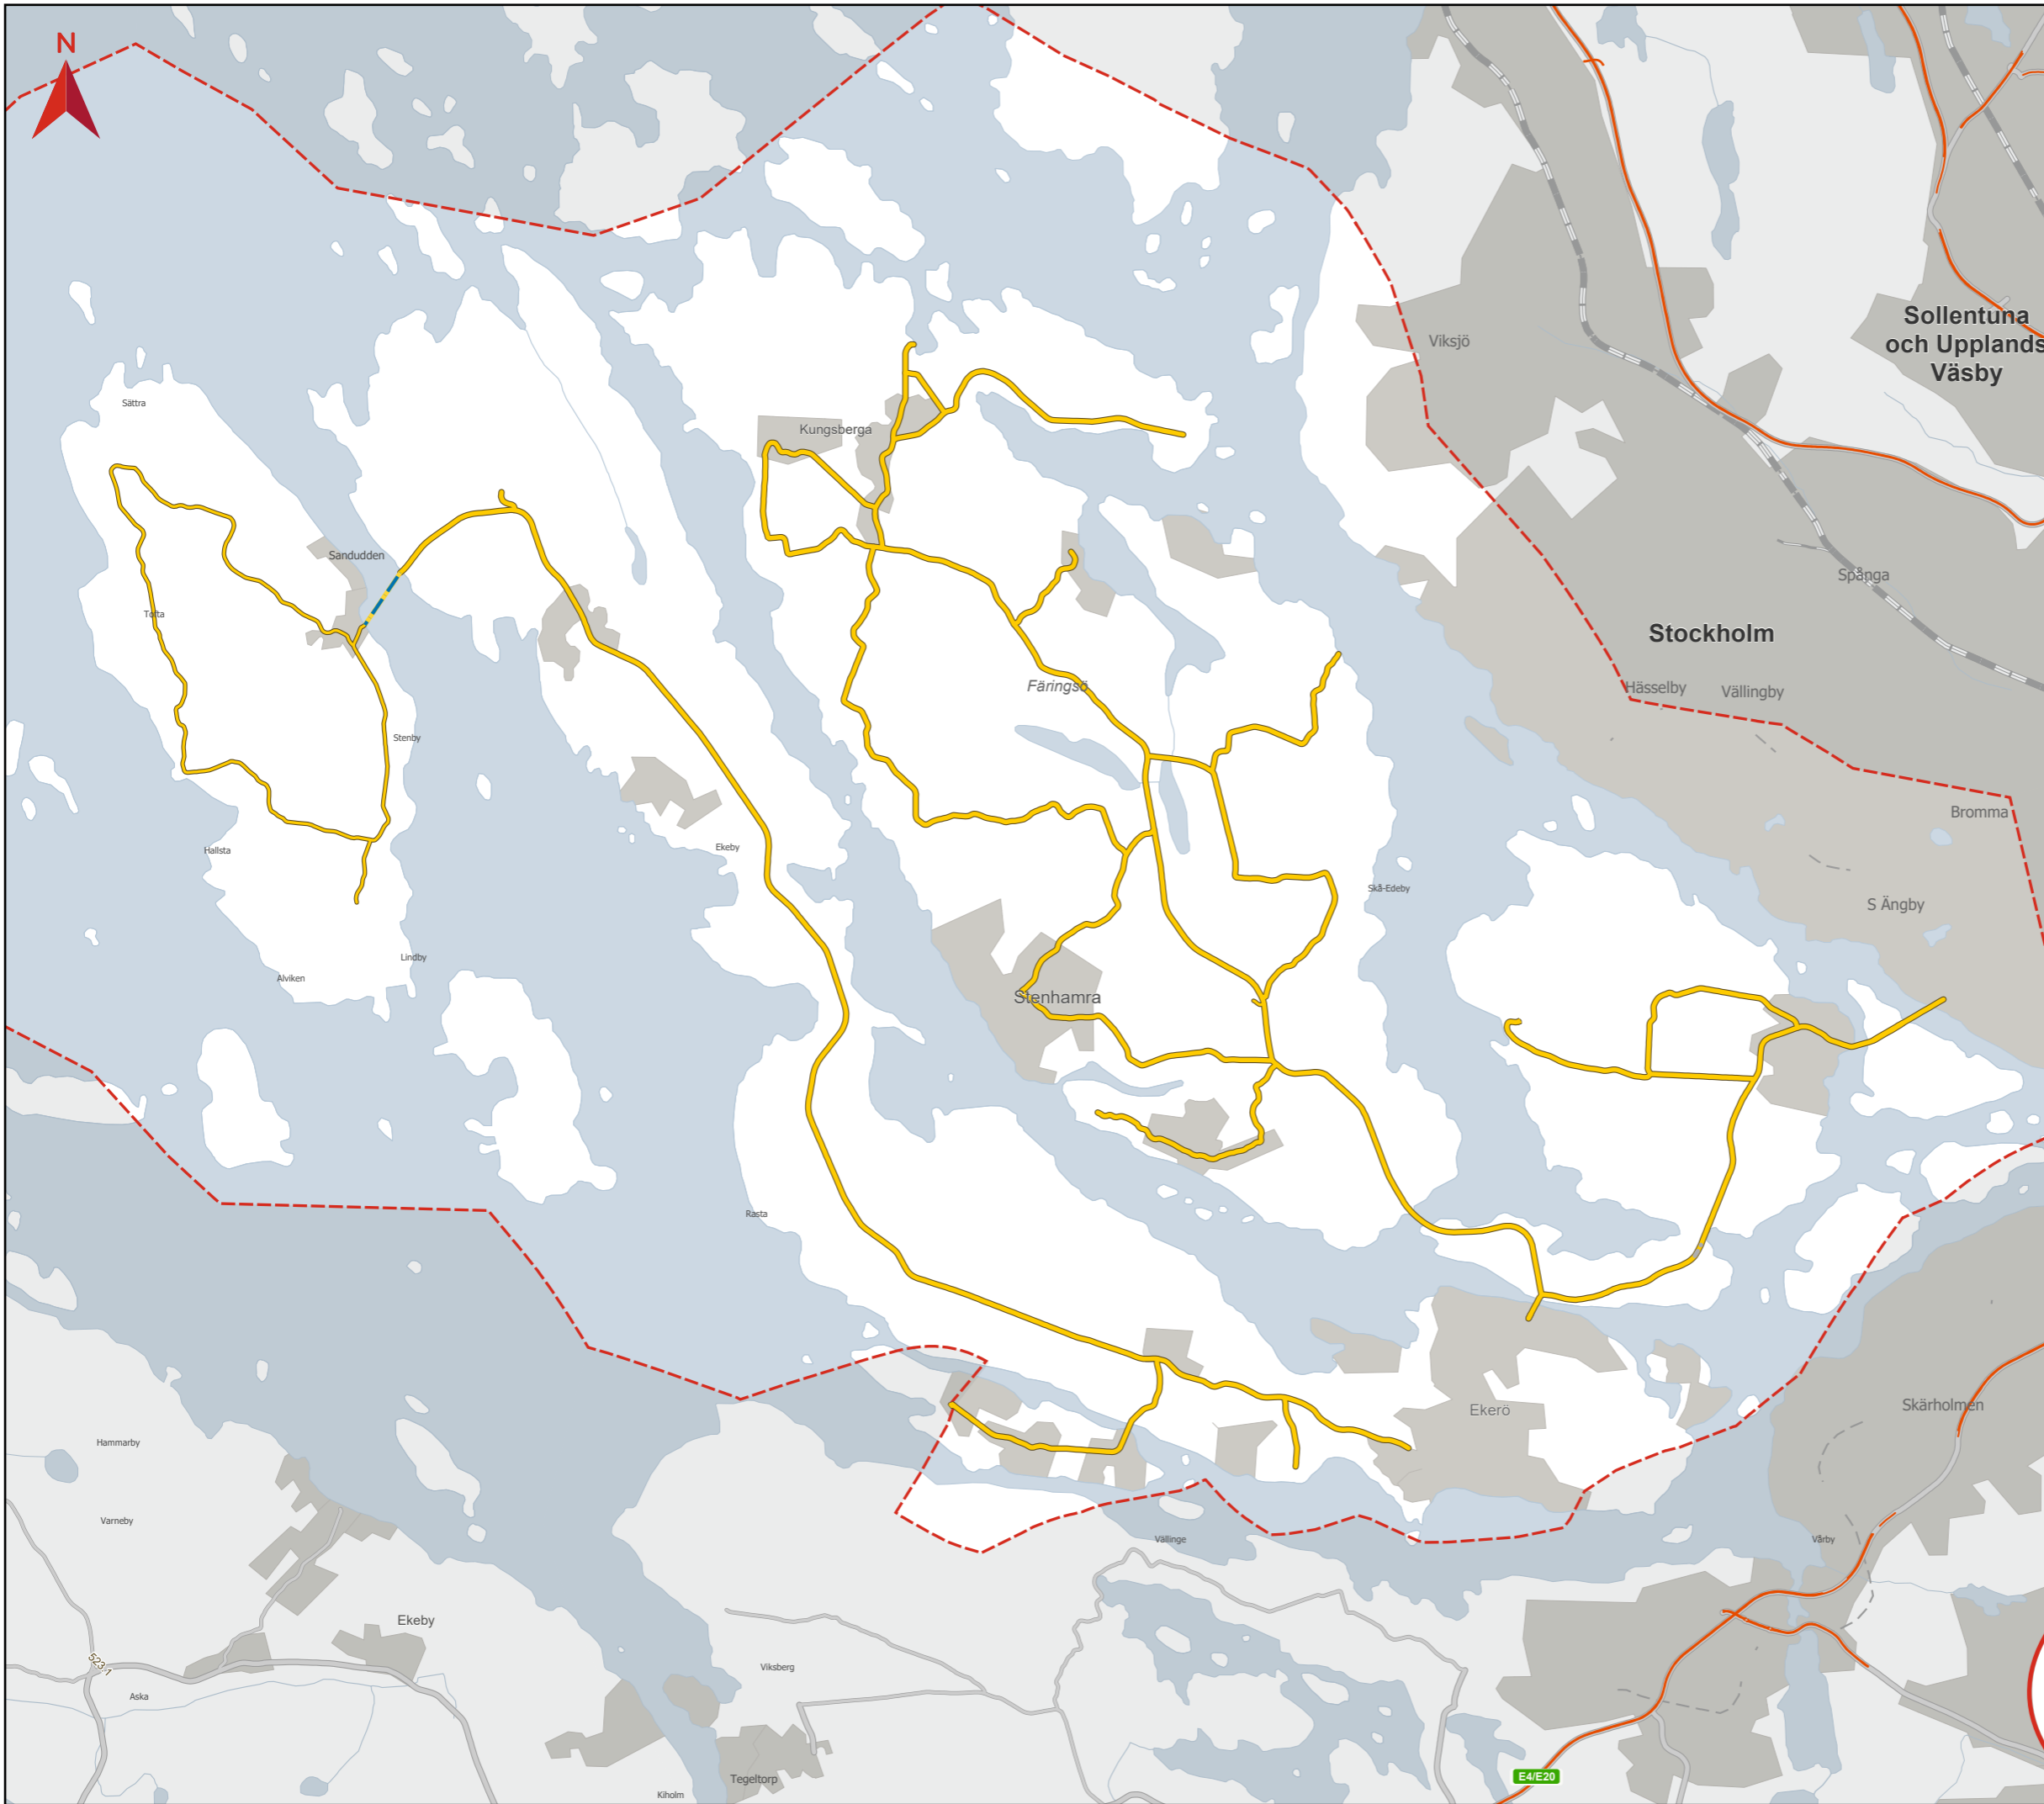 N
Sollentuna
och Upplands
Väsby
Viksjö
Sättra
Kungsberga
Sandudden
Spånga
Tofta
Stockholm
Färingsö
Hässelby
Vällingby
Stenby
Bromma
Hallsta
Ekeby
Skå-Edeby
S Ängby
Lindby
Alviken
Stenhamra
Rasta
Ekerö
Skärholmen
Hammarby
Varneby
Vällinge
Vårby
Ekeby
523.1
Viksberg
Aska
Tegeltorp
E4/E20
Kiholm